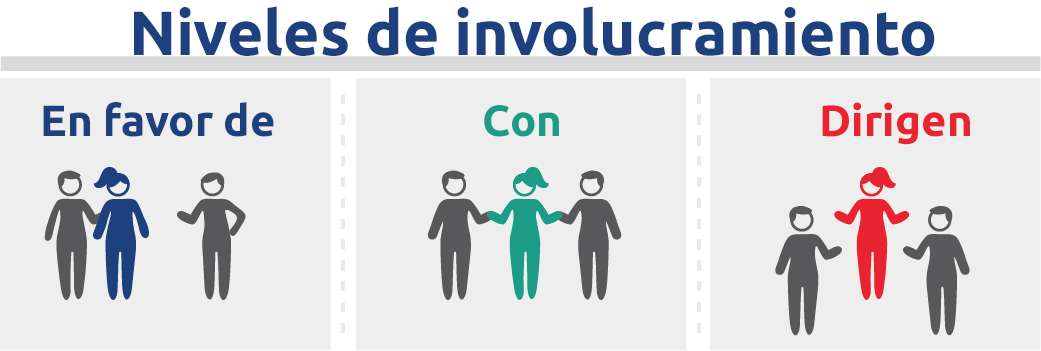 Niveles de involucramiento
En favor de
Con
Dirigen